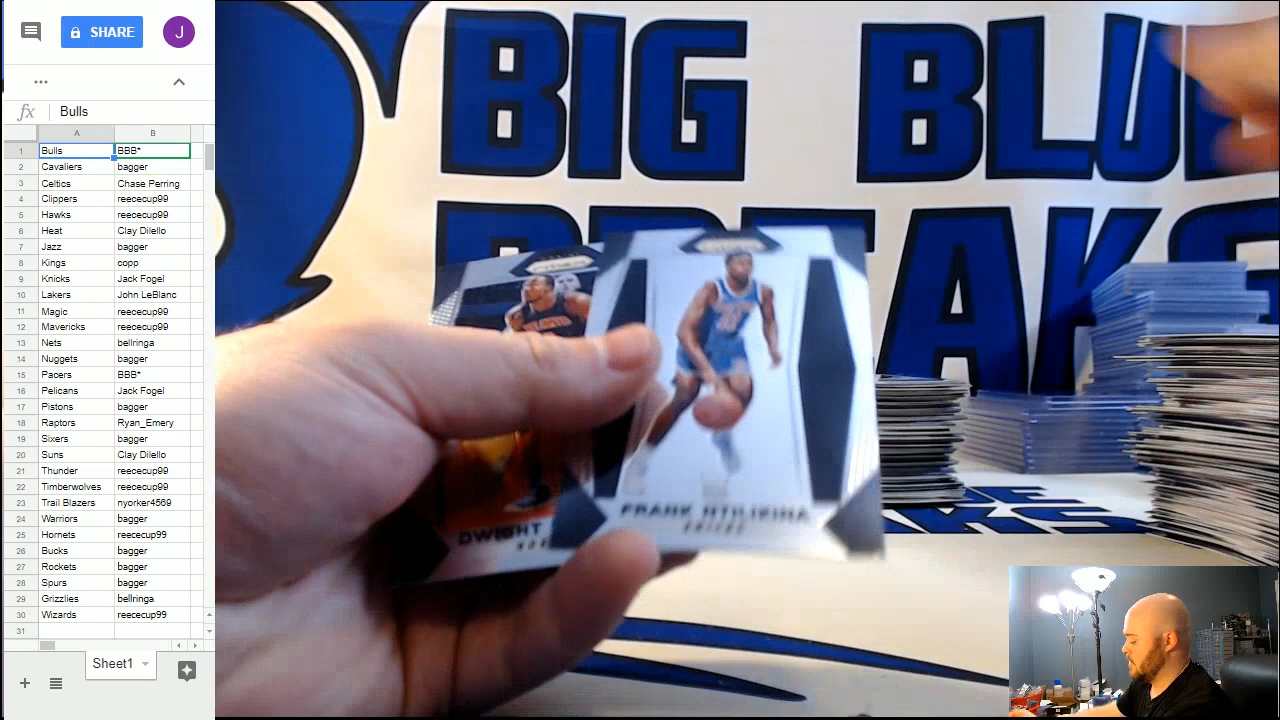 SHARE
J
...
fx Bulls
A B
1 Bulls BBB*
2 Cavaliers bagger
3 Celtics Chase Perring
4 Clippers reececup99
5 Hawks reececup99
6 Heat Clay Dilello
7 Jazz bagger
8 Kings copp
9 Knicks Jack Fogel
10 Lakers John LeBlanc
11 Magic reececup99
12 Mavericks reececup99
13 Nets bellringa
14 Nuggets bagger
15 Pacers BBB*
16 Pelicans Jack Fogel
17 Pistons bagger
18 Raptors Ryan_Emery
19 Sixers bagger
20 Suns Clay Dilello
21 Thunder reececup99
22 Timberwolves reececup99
23 Trail Blazers nyorker4569
24 Warriors bagger
25 Hornets reececup99
26 Bucks bagger
27 Rockets bagger
28 Spurs bagger
29 Grizzlies bellringa
30 Wizards reececup99
31
Sheet1
BIG BLUE
BREAKS
FRANK NTILIKINA
KNICKS
DWIGHT